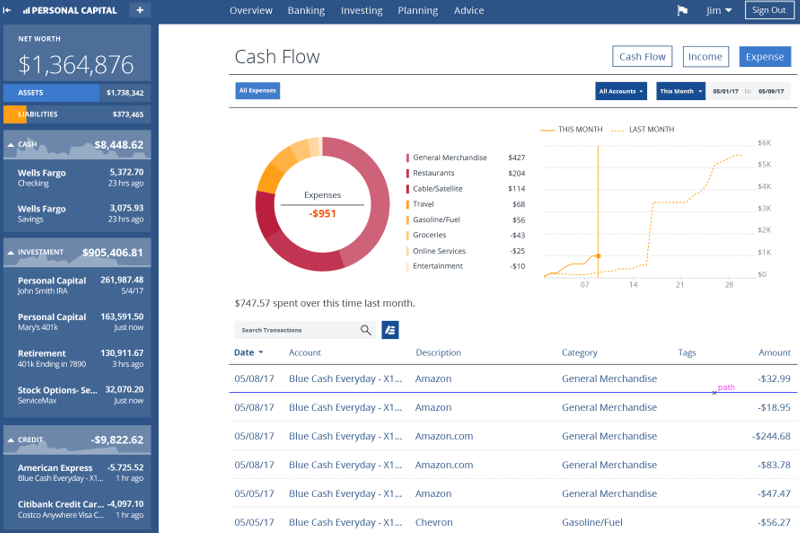 PERSONAL CAPITAL
+
Overview Banking Investing Planning Advice
Jim
Sign Out
NET WORTH
$1,364,876
ASSETS $1,738,342
LIABILITIES $373,465
CASH $8,448.62
Wells Fargo 5,372.70
Checking 23 hrs ago
Wells Fargo 3,075.93
Savings 23 hrs ago
INVESTMENT $905,406.81
Personal Capital 261,987.48
John Smith IRA 5/4/17
Personal Capital 163,591.50
Mary's 401k Just now
Retirement 130,911.67
401k Ending in 7890 3 hrs ago
Stock Options- Se... 32,070.20
ServiceMax Just now
CREDIT -$9,822.62
American Express -5.725.52
Blue Cash Everyday - X1... 1 hr ago
Citibank Credit Car... -4,097.10
Costco Anywhere Visa C... 1 hr ago
Cash Flow
Cash Flow Income Expense
All Expenses
All Accounts This Month 05/01/17 to 05/09/17
Expenses
-$951
General Merchandise $427
Restaurants $204
Cable/Satellite $114
Travel $68
Gasoline/Fuel $56
Groceries -$43
Online Services -$25
Entertainment -$10
THIS MONTH LAST MONTH
$6K
$5K
$4K
$3K
$2K
$1K
$0
07 14 21 28
$747.57 spent over this time last month.
Search Transactions
Date Account Description Category Tags Amount
05/08/17 Blue Cash Everyday - X1... Amazon General Merchandise -$32.99
path
05/08/17 Blue Cash Everyday - X1... Amazon General Merchandise -$18.95
05/08/17 Blue Cash Everyday - X1... Amazon.com General Merchandise -$244.68
05/08/17 Blue Cash Everyday - X1... Amazon.com General Merchandise -$83.78
05/05/17 Blue Cash Everyday - X1... Amazon General Merchandise -$47.47
05/05/17 Blue Cash Everyday - X1... Chevron Gasoline/Fuel -$56.27